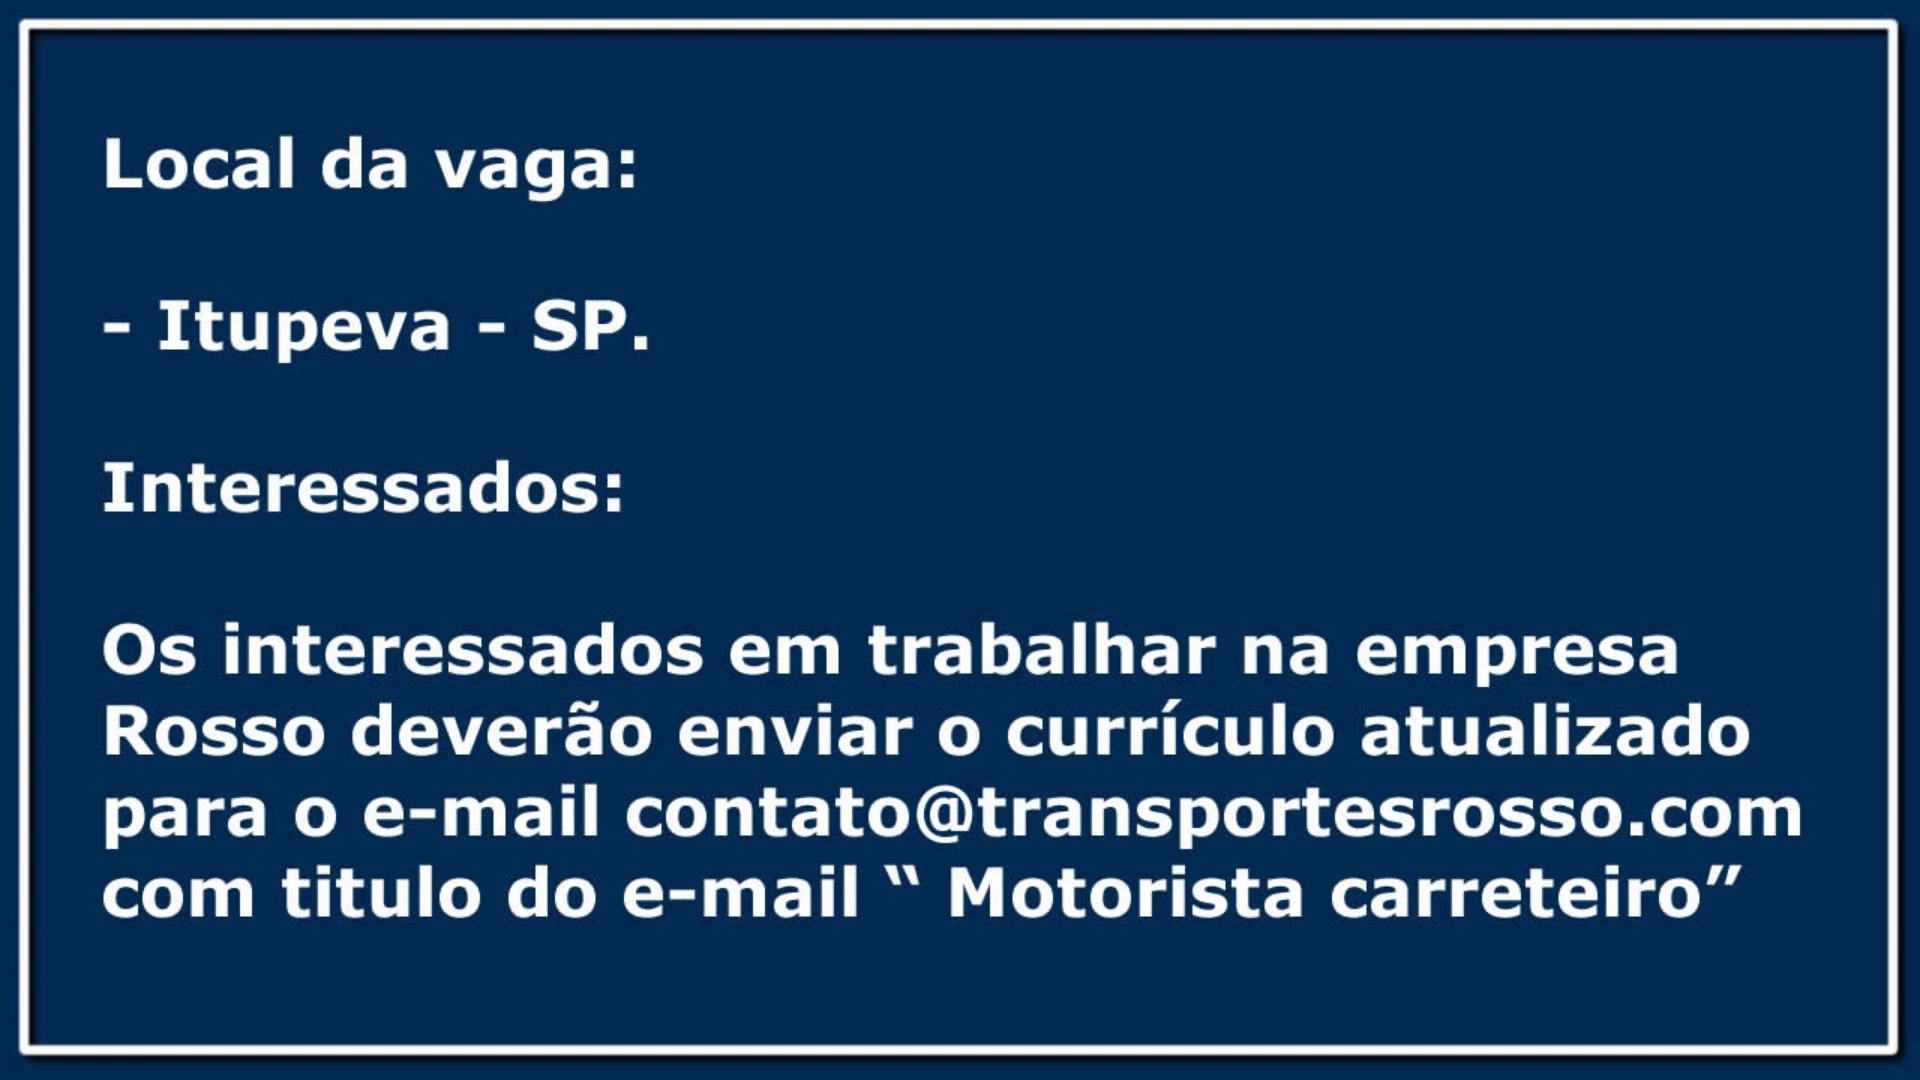 Local da vaga:
- Itupeva - SP.
Interessados:
Os interessados em trabalhar na empresa
Rosso deverão enviar o currículo atualizado
para o e-mail contato@transportesrosso.com
com titulo do e-mail “ Motorista carreteiro”